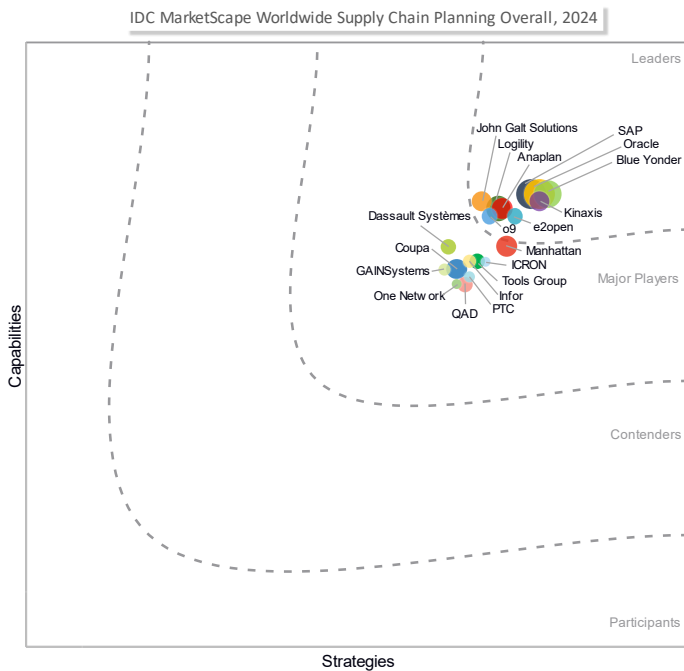 IDC MarketScape Worldwide Supply Chain Planning Overall, 2024
Leaders
John Galt Solutions
SAP
Logility
Oracle
Anaplan
Blue Yonder
Kinaxis
Dassault Systèmes
o9
e2open
Coupa
Manhattan
GAINSystems
ICRON
Major Players
Tools Group
One Network
Infor
PTC
QAD
Capabilities
Contenders
Participants
Strategies